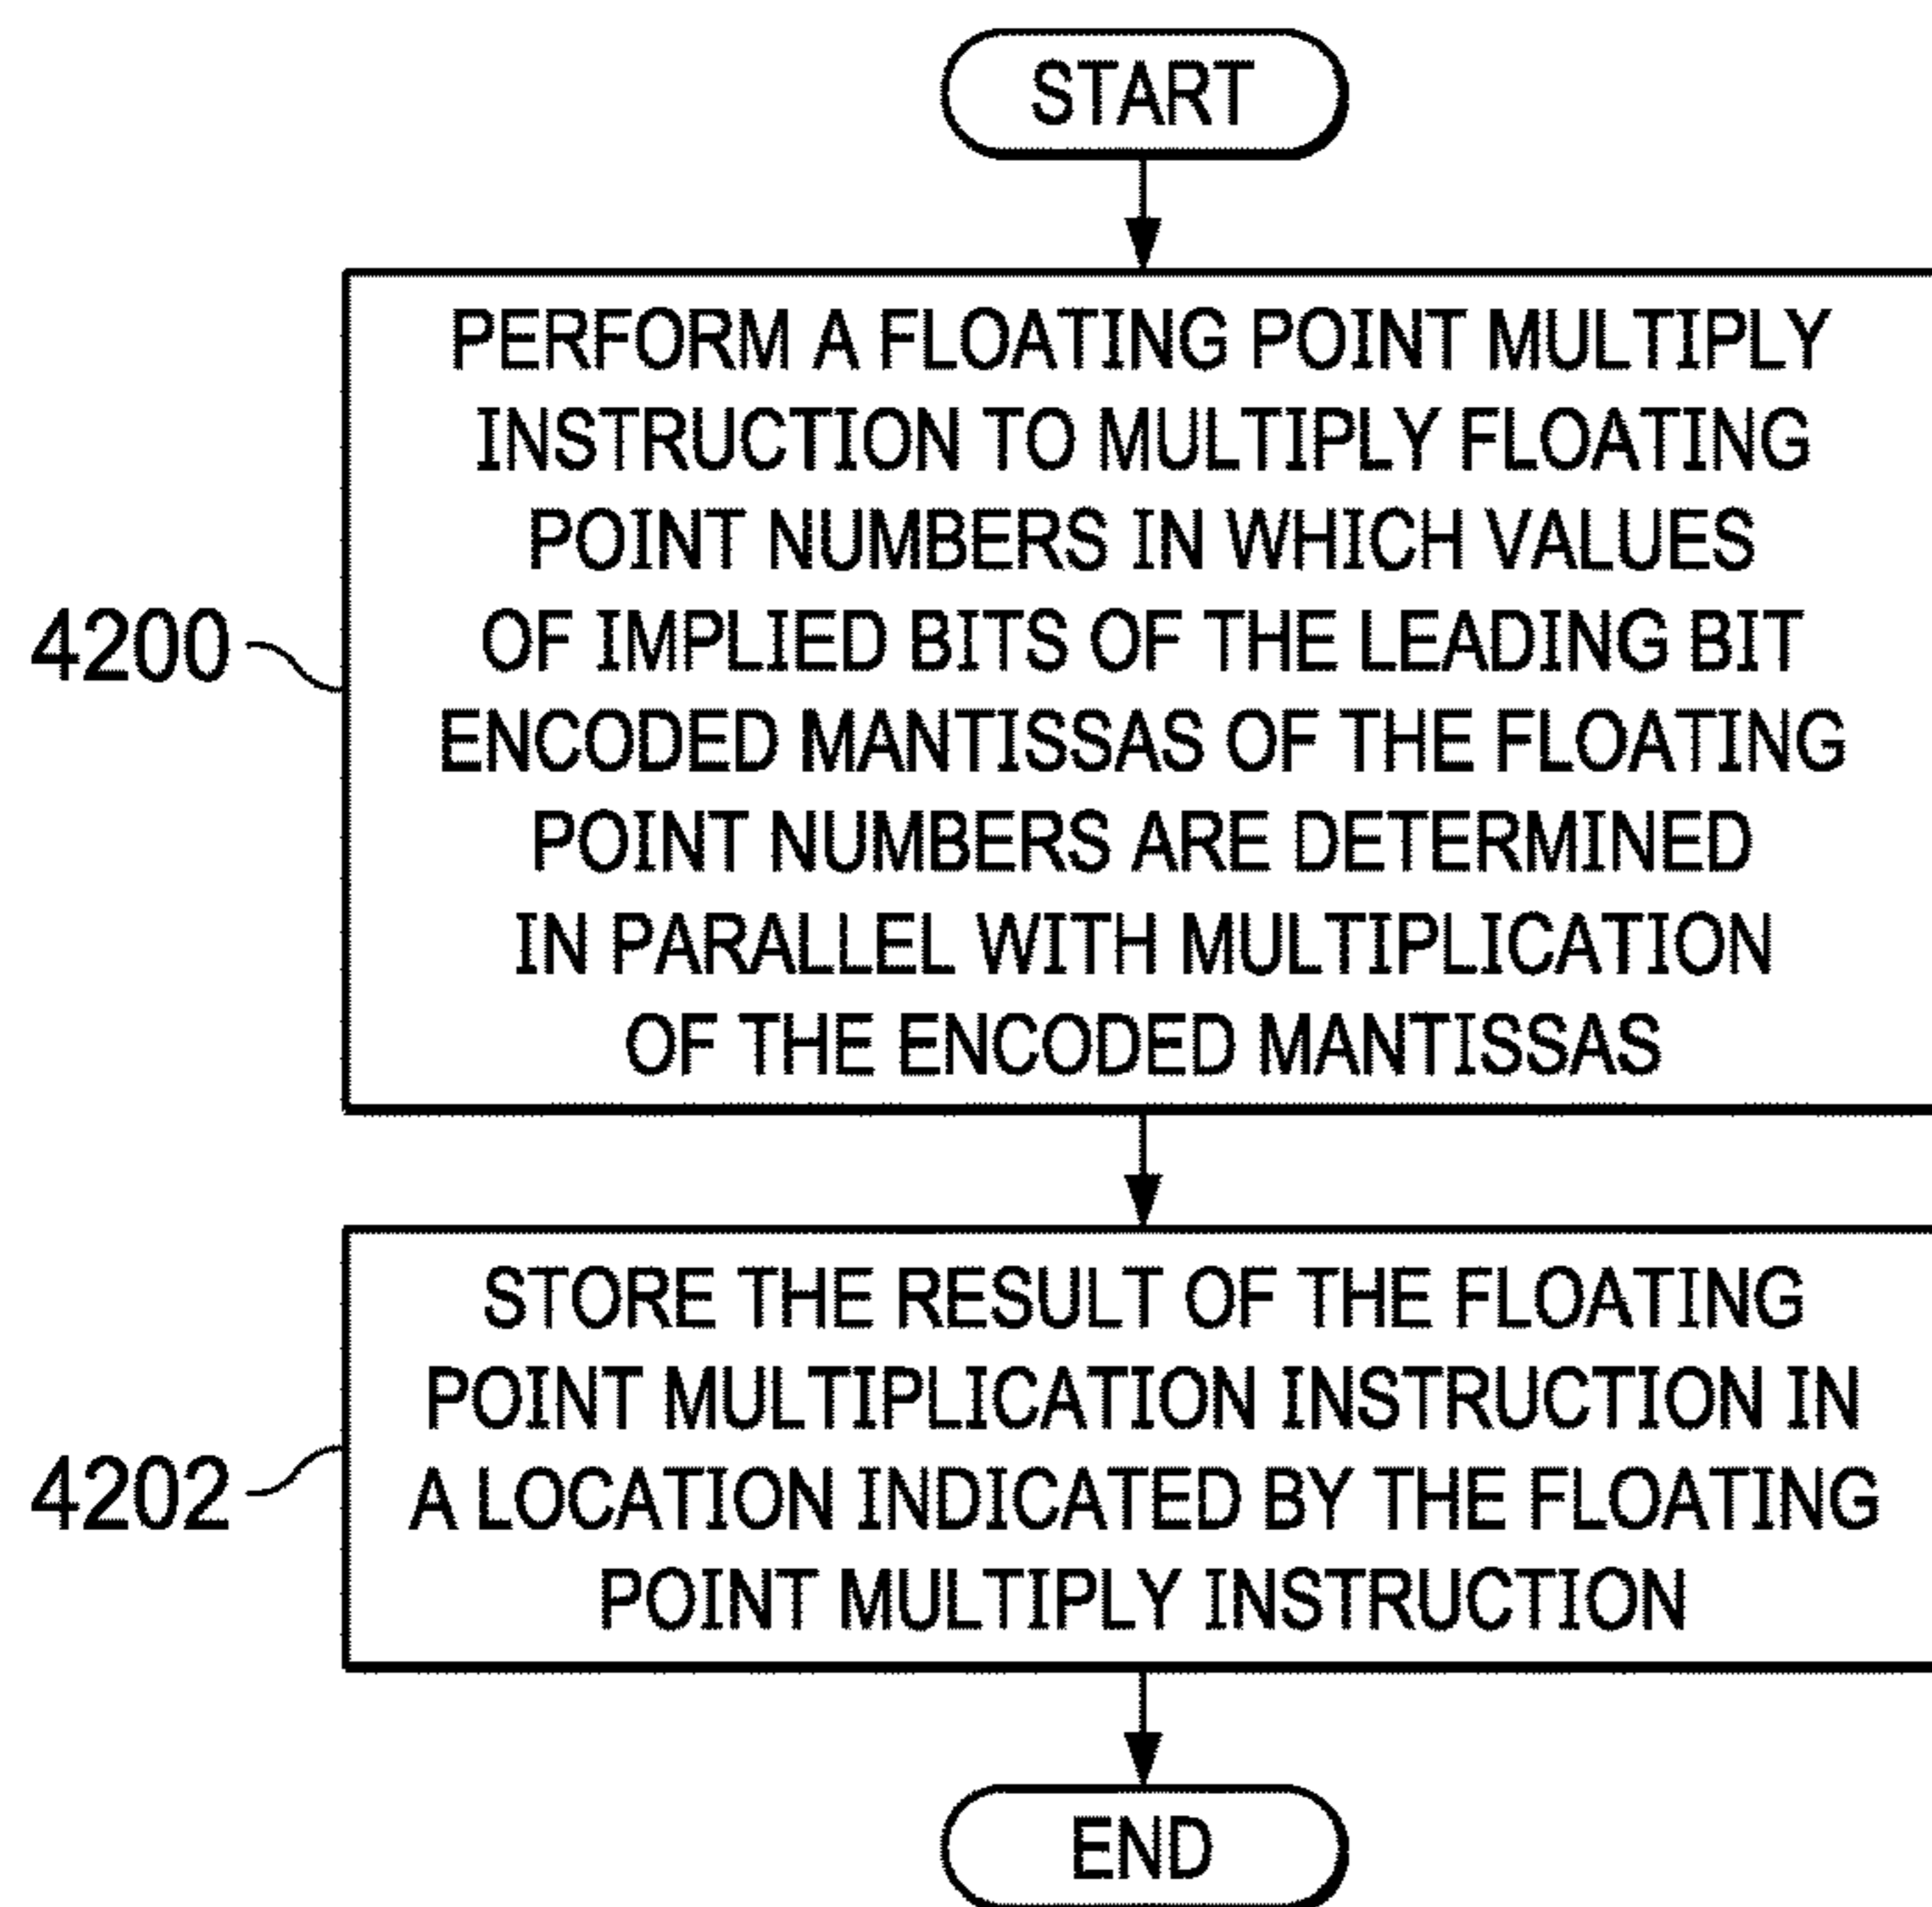 START
PERFORM A FLOATING POINT MULTIPLY
INSTRUCTION TO MULTIPLY FLOATING
POINT NUMBERS IN WHICH VALUES
OF IMPLIED BITS OF THE LEADING BIT
ENCODED MANTISSAS OF THE FLOATING
POINT NUMBERS ARE DETERMINED
IN PARALLEL WITH MULTIPLICATION
OF THE ENCODED MANTISSAS
4200
STORE THE RESULT OF THE FLOATING
POINT MULTIPLICATION INSTRUCTION IN
A LOCATION INDICATED BY THE FLOATING
POINT MULTIPLY INSTRUCTION
4202
END